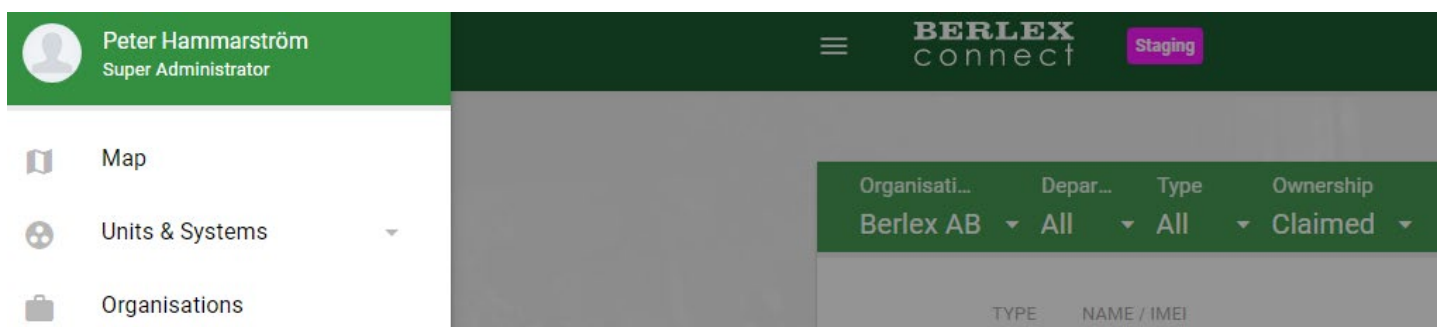 Peter Hammarström
Super Administrator
Map
Units & Systems
Organisations
BERLEX
connect
Staging
Organisati... Depar... Type Ownership
Berlex AB All All Claimed
TYPE NAME / IMEI